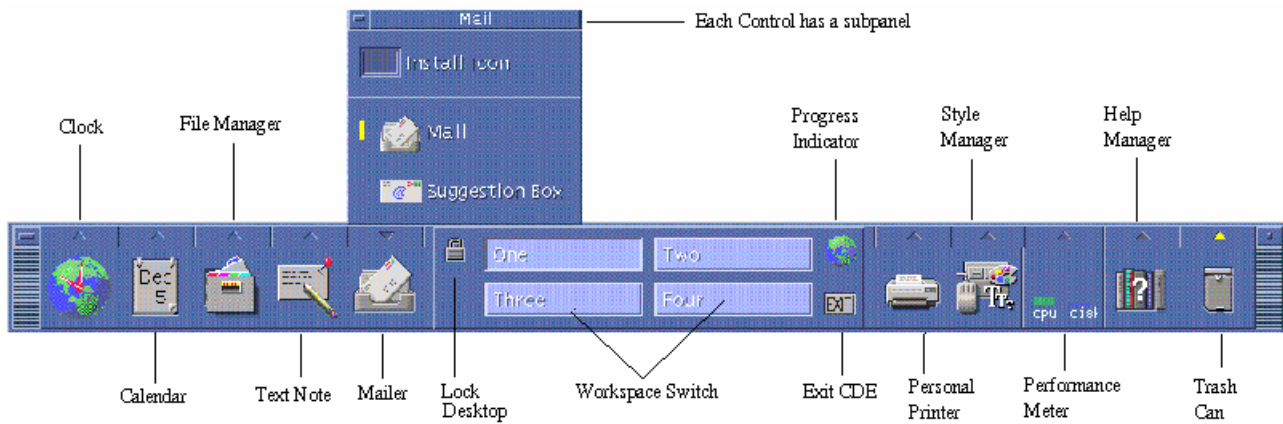 Mail
Each Control has a subpanel
Install Icon
Clock
File Manager
Mail
Progress
Indicator
Style
Manager
Help
Manager
Suggestion Box
One
Two
Dec
5
Three
Four
EXIT
?
cpu
disk
Calendar
Text Note
Mailer
Lock
Desktop
Workspace Switch
Exit CDE
Personal
Printer
Performance
Meter
Trash
Can